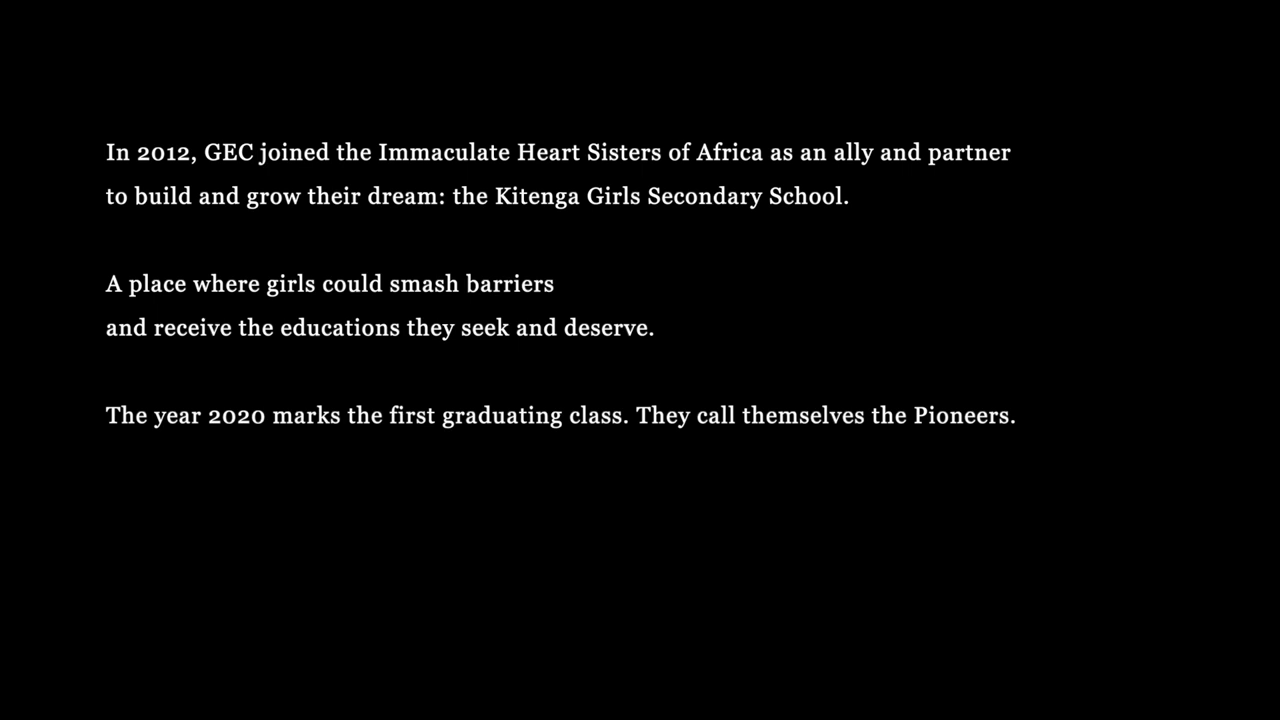 In 2012, GEC joined the Immaculate Heart Sisters of Africa as an ally and partner
to build and grow their dream: the Kitenga Girls Secondary School.
A place where girls could smash barriers
and receive the educations they seek and deserve.
The year 2020 marks the first graduating class. They call themselves the Pioneers.